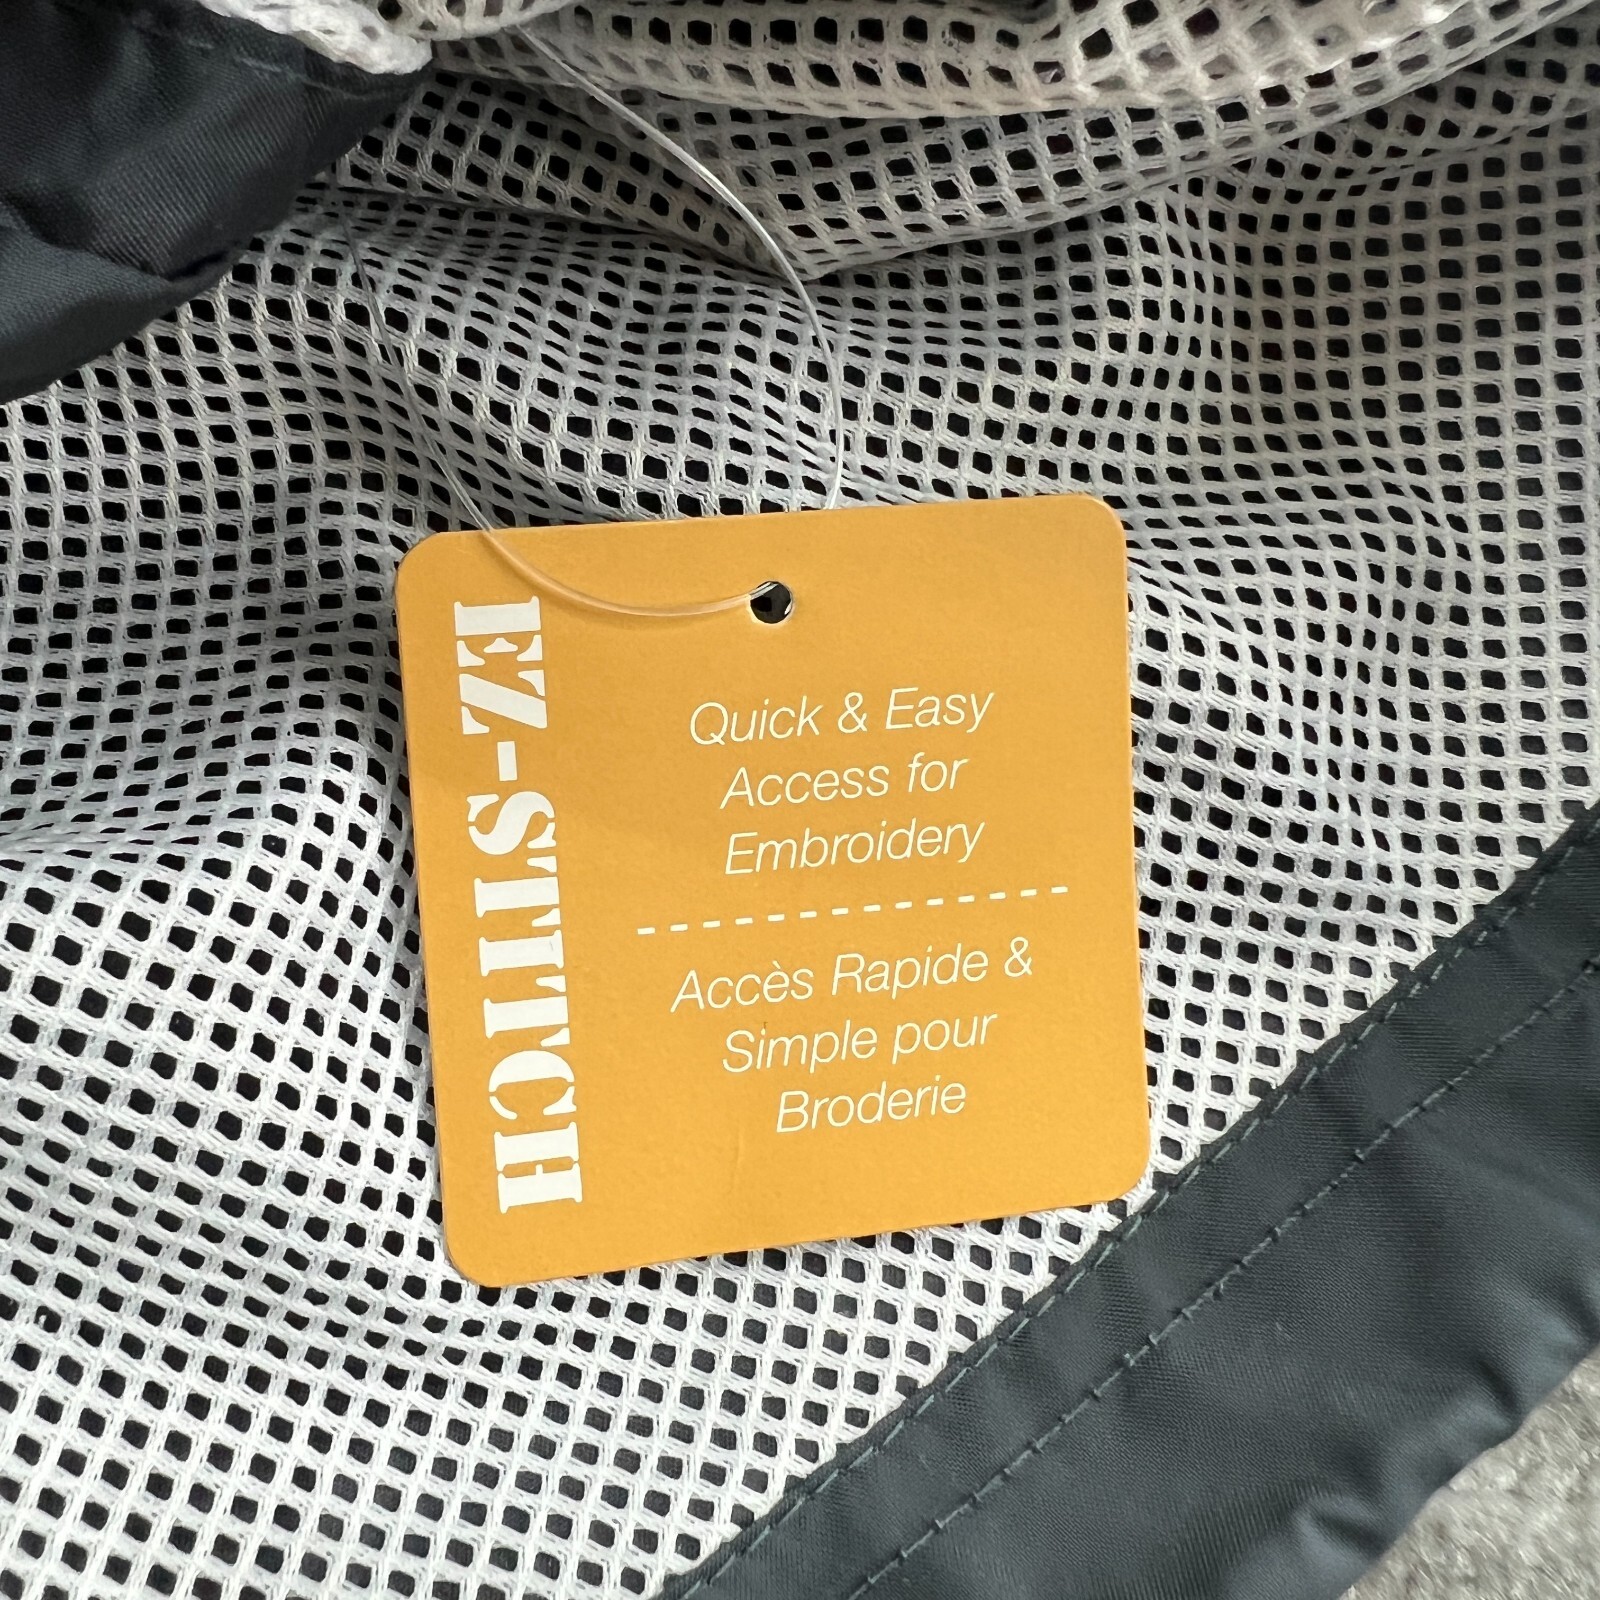 EZ-STITCH
Quick & Easy
Access for
Embroidery
Accès Rapide &
Simple pour
Broderie